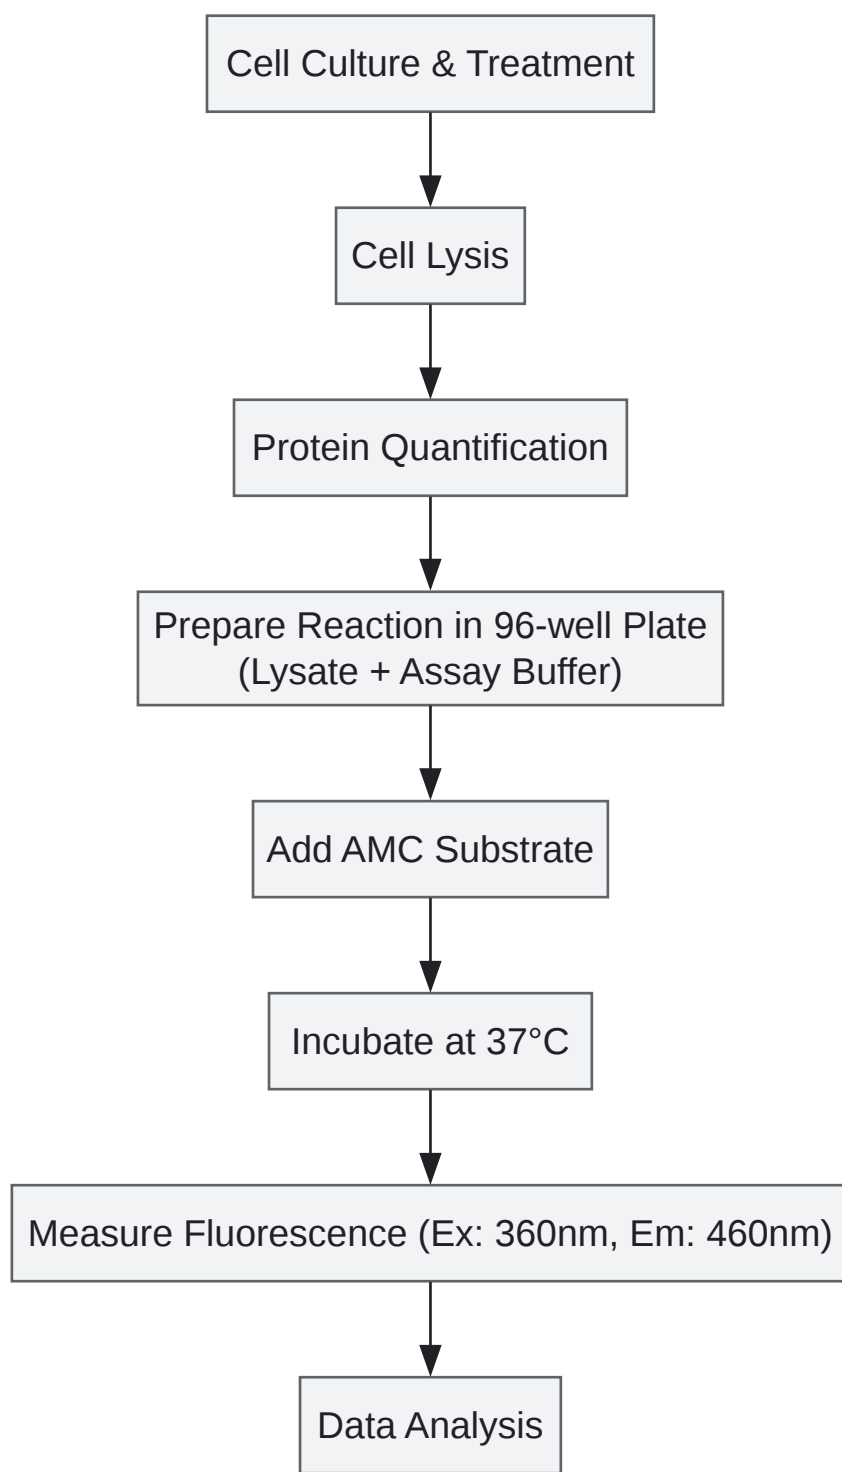 Cell Culture & Treatment
Cell Lysis
Protein Quantification
Prepare Reaction in 96-well Plate
(Lysate + Assay Buffer)
Add AMC Substrate
Incubate at 37°C
Measure Fluorescence (Ex: 360nm, Em: 460nm)
Data Analysis